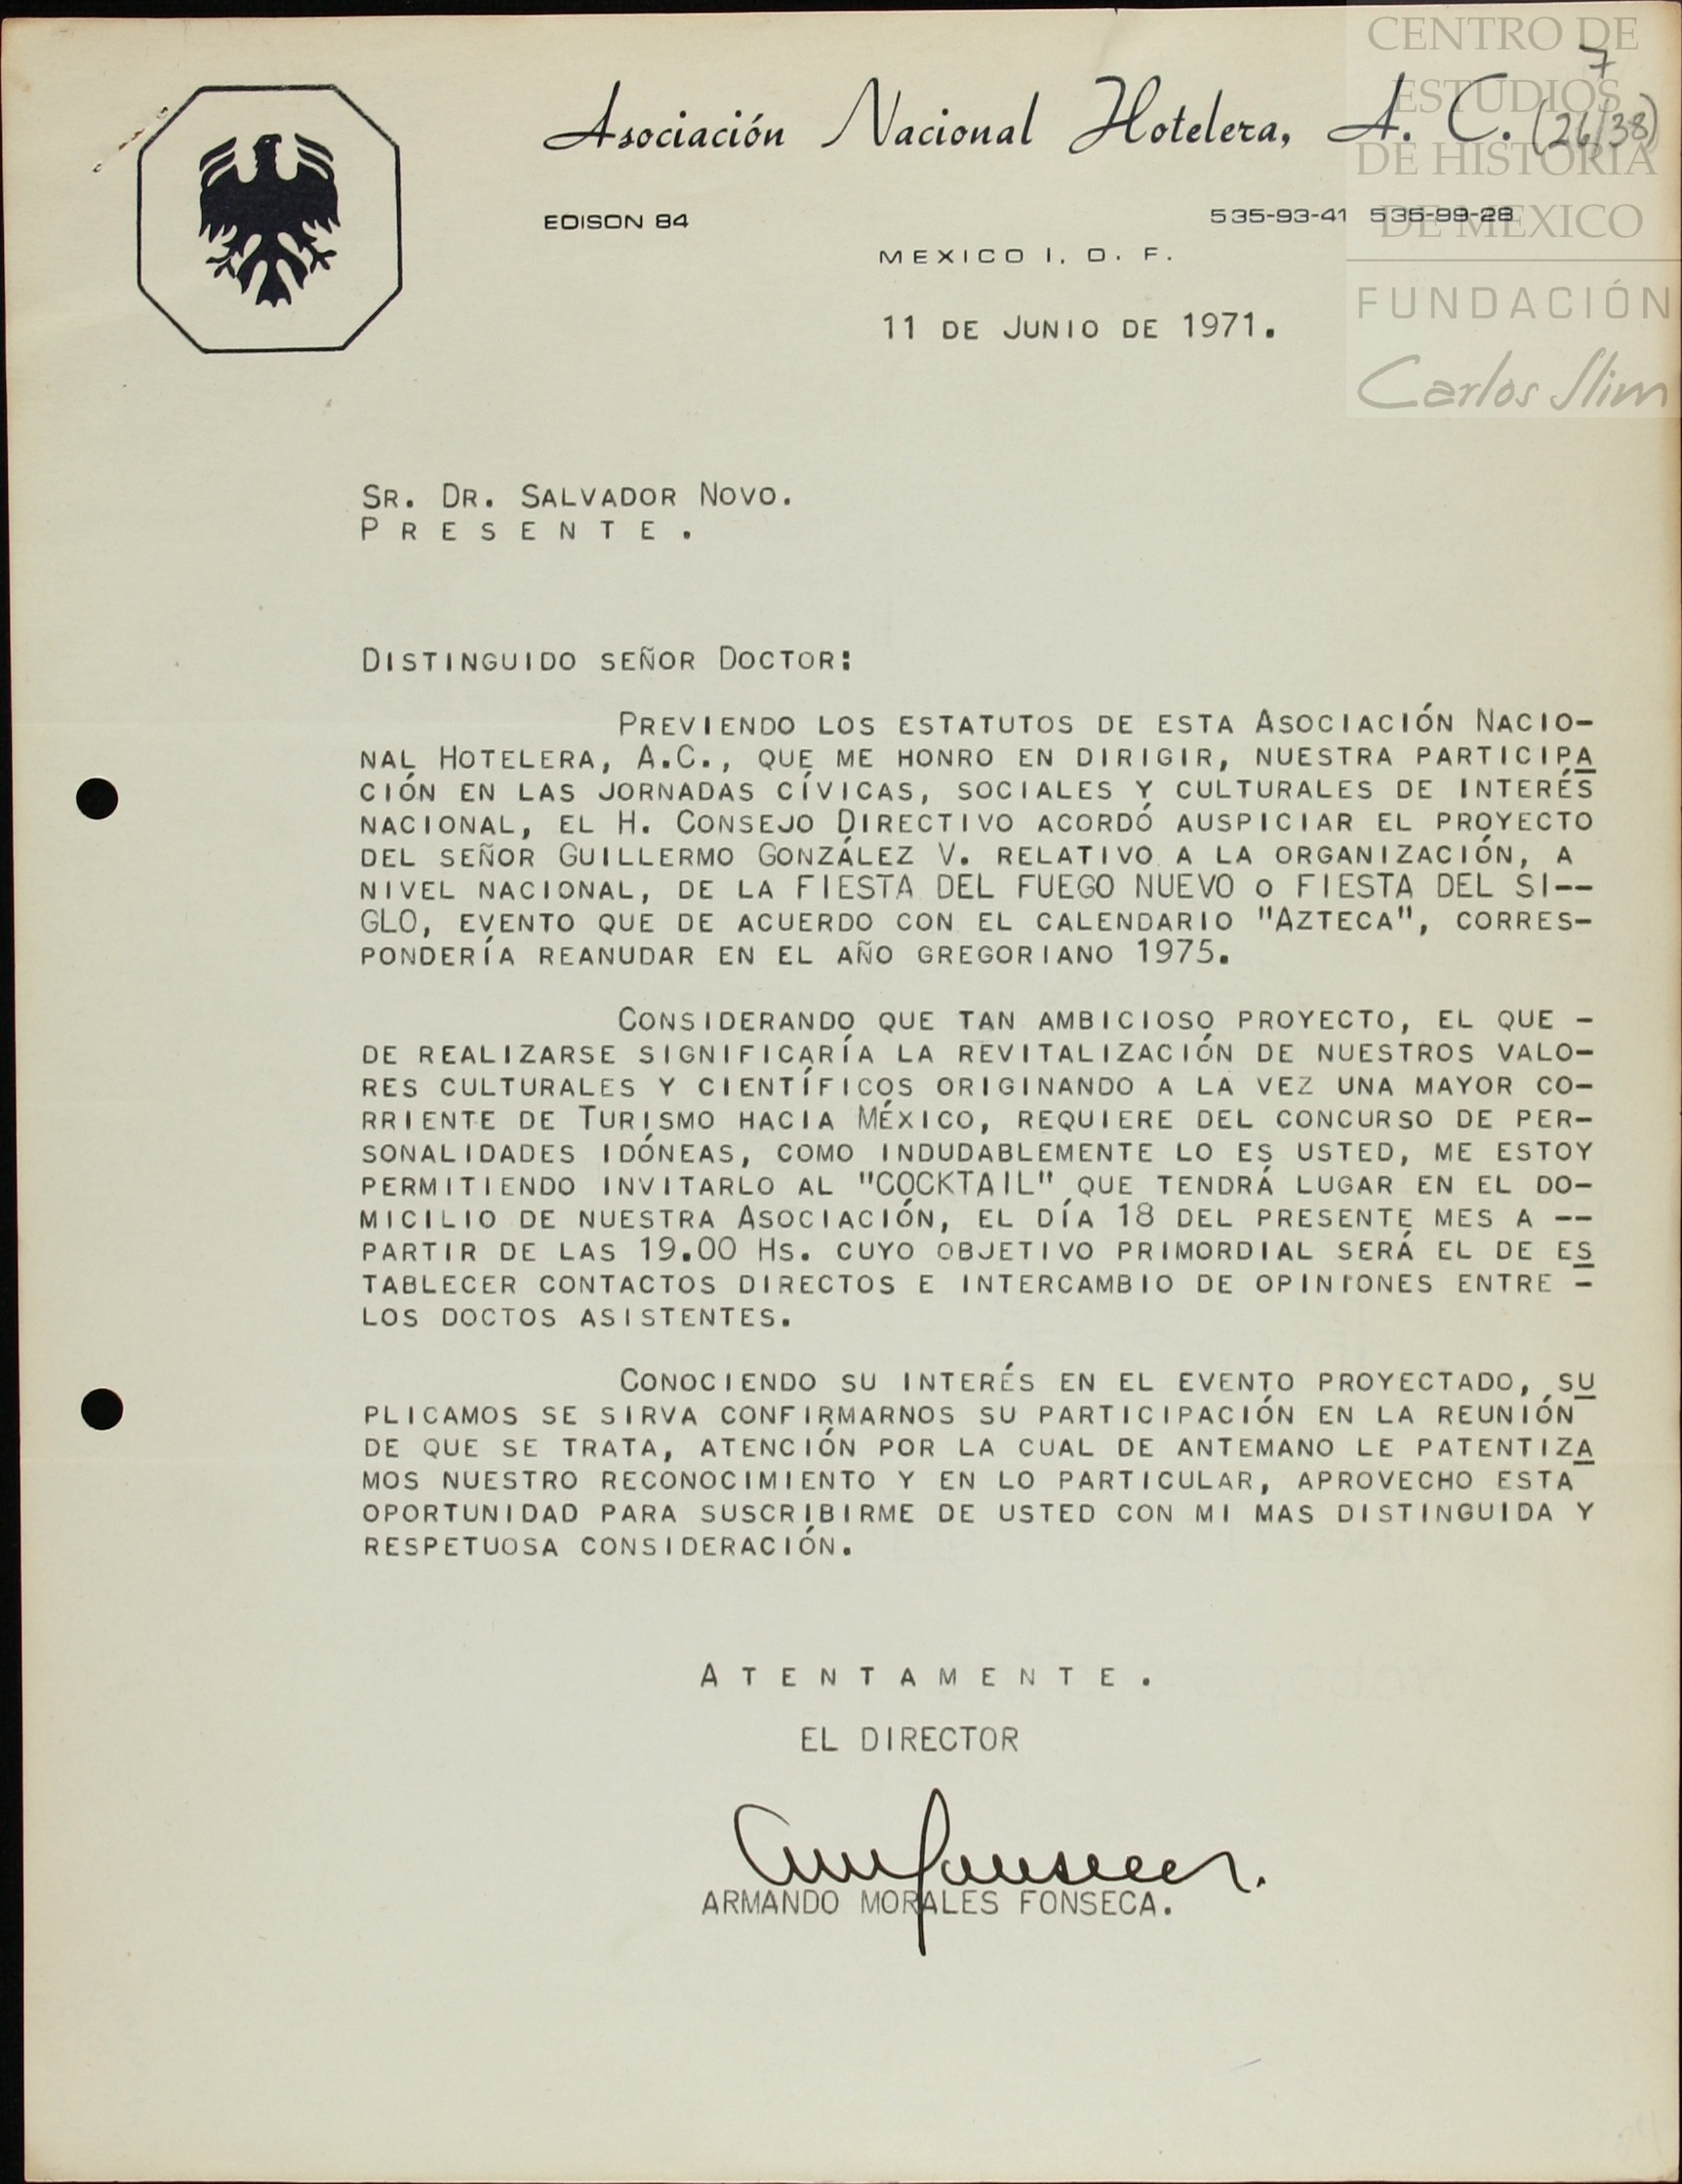 CENTRO DE
ESTUDIOS
DE HISTORIA
DE MEXICO
FUNDACIÓN
Carlos Slim
7
(26/38)
Asociación Nacional Hotelera, A. C.
EDISON 84
535-93-41 535-99-28
MEXICO 1, D. F.
11 DE JUNIO DE 1971.
SR. DR. SALVADOR NOVO.
P R E S E N T E .
DISTINGUIDO SEÑOR DOCTOR:
PREVIENDO LOS ESTATUTOS DE ESTA ASOCIACIÓN NACIO-
NAL HOTELERA, A.C., QUE ME HONRO EN DIRIGIR, NUESTRA PARTICIPA
CIÓN EN LAS JORNADAS CÍVICAS, SOCIALES Y CULTURALES DE INTERÉS
NACIONAL, EL H. CONSEJO DIRECTIVO ACORDÓ AUSPICIAR EL PROYECTO
DEL SEÑOR GUILLERMO GONZÁLEZ V. RELATIVO A LA ORGANIZACIÓN, A
NIVEL NACIONAL, DE LA FIESTA DEL FUEGO NUEVO O FIESTA DEL SI--
GLO, EVENTO QUE DE ACUERDO CON EL CALENDARIO "AZTECA", CORRES-
PONDERÍA REANUDAR EN EL AÑO GREGORIANO 1975.
CONSIDERANDO QUE TAN AMBICIOSO PROYECTO, EL QUE -
DE REALIZARSE SIGNIFICARÍA LA REVITALIZACIÓN DE NUESTROS VALO-
RES CULTURALES Y CIENTÍFICOS ORIGINANDO A LA VEZ UNA MAYOR CO-
RRIENTE DE TURISMO HACIA MÉXICO, REQUIERE DEL CONCURSO DE PER-
SONALIDADES IDÓNEAS, COMO INDUDABLEMENTE LO ES USTED, ME ESTOY
PERMITIENDO INVITARLO AL "COCKTAIL" QUE TENDRÁ LUGAR EN EL DO-
MICILIO DE NUESTRA ASOCIACIÓN, EL DÍA 18 DEL PRESENTE MES A --
PARTIR DE LAS 19.00 HS. CUYO OBJETIVO PRIMORDIAL SERÁ EL DE ES
TABLECER CONTACTOS DIRECTOS E INTERCAMBIO DE OPINIONES ENTRE -
LOS DOCTOS ASISTENTES.
CONOCIENDO SU INTERÉS EN EL EVENTO PROYECTADO, SU
PLICAMOS SE SIRVA CONFIRMARNOS SU PARTICIPACIÓN EN LA REUNIÓN
DE QUE SE TRATA, ATENCIÓN POR LA CUAL DE ANTEMANO LE PATENTIZA
MOS NUESTRO RECONOCIMIENTO Y EN LO PARTICULAR, APROVECHO ESTA
OPORTUNIDAD PARA SUSCRIBIRME DE USTED CON MI MAS DISTINGUIDA Y
RESPETUOSA CONSIDERACIÓN.
A T E N T A M E N T E .
EL DIRECTOR
ARMANDO MORALES FONSECA.